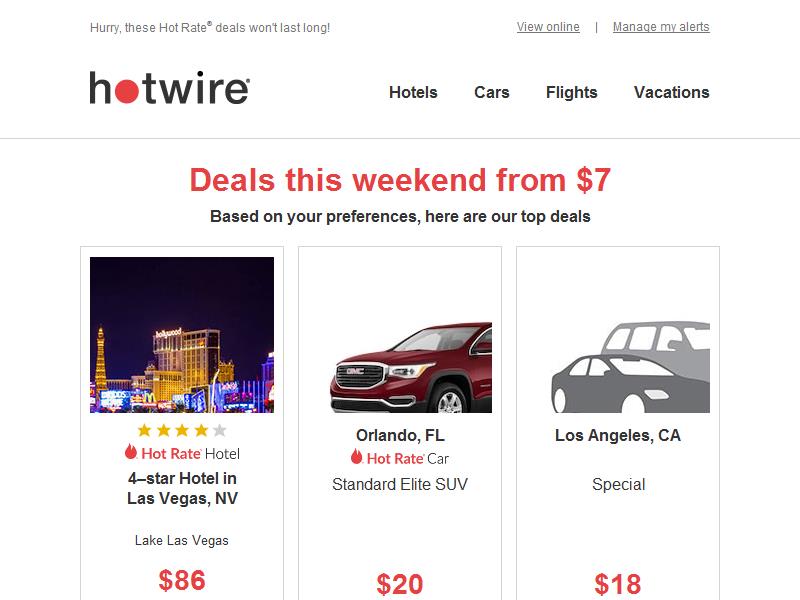 Hurry, these Hot Rate® deals won't last long!
View online | Manage my alerts
hotwire
Hotels Cars Flights Vacations
Deals this weekend from $7
Based on your preferences, here are our top deals
hollywood
GMC
Hot Rate® Hotel
4–star Hotel in
Las Vegas, NV
Lake Las Vegas
$86
Orlando, FL
Hot Rate® Car
Standard Elite SUV
$20
Los Angeles, CA
Special
$18